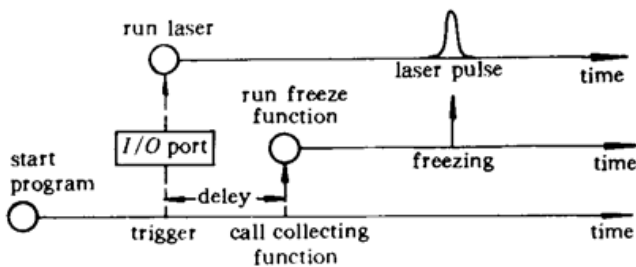 run laser
laser pulse
time
run freeze
function
I/O port
start
program
freezing
time
deley
trigger
call collecting
function
time